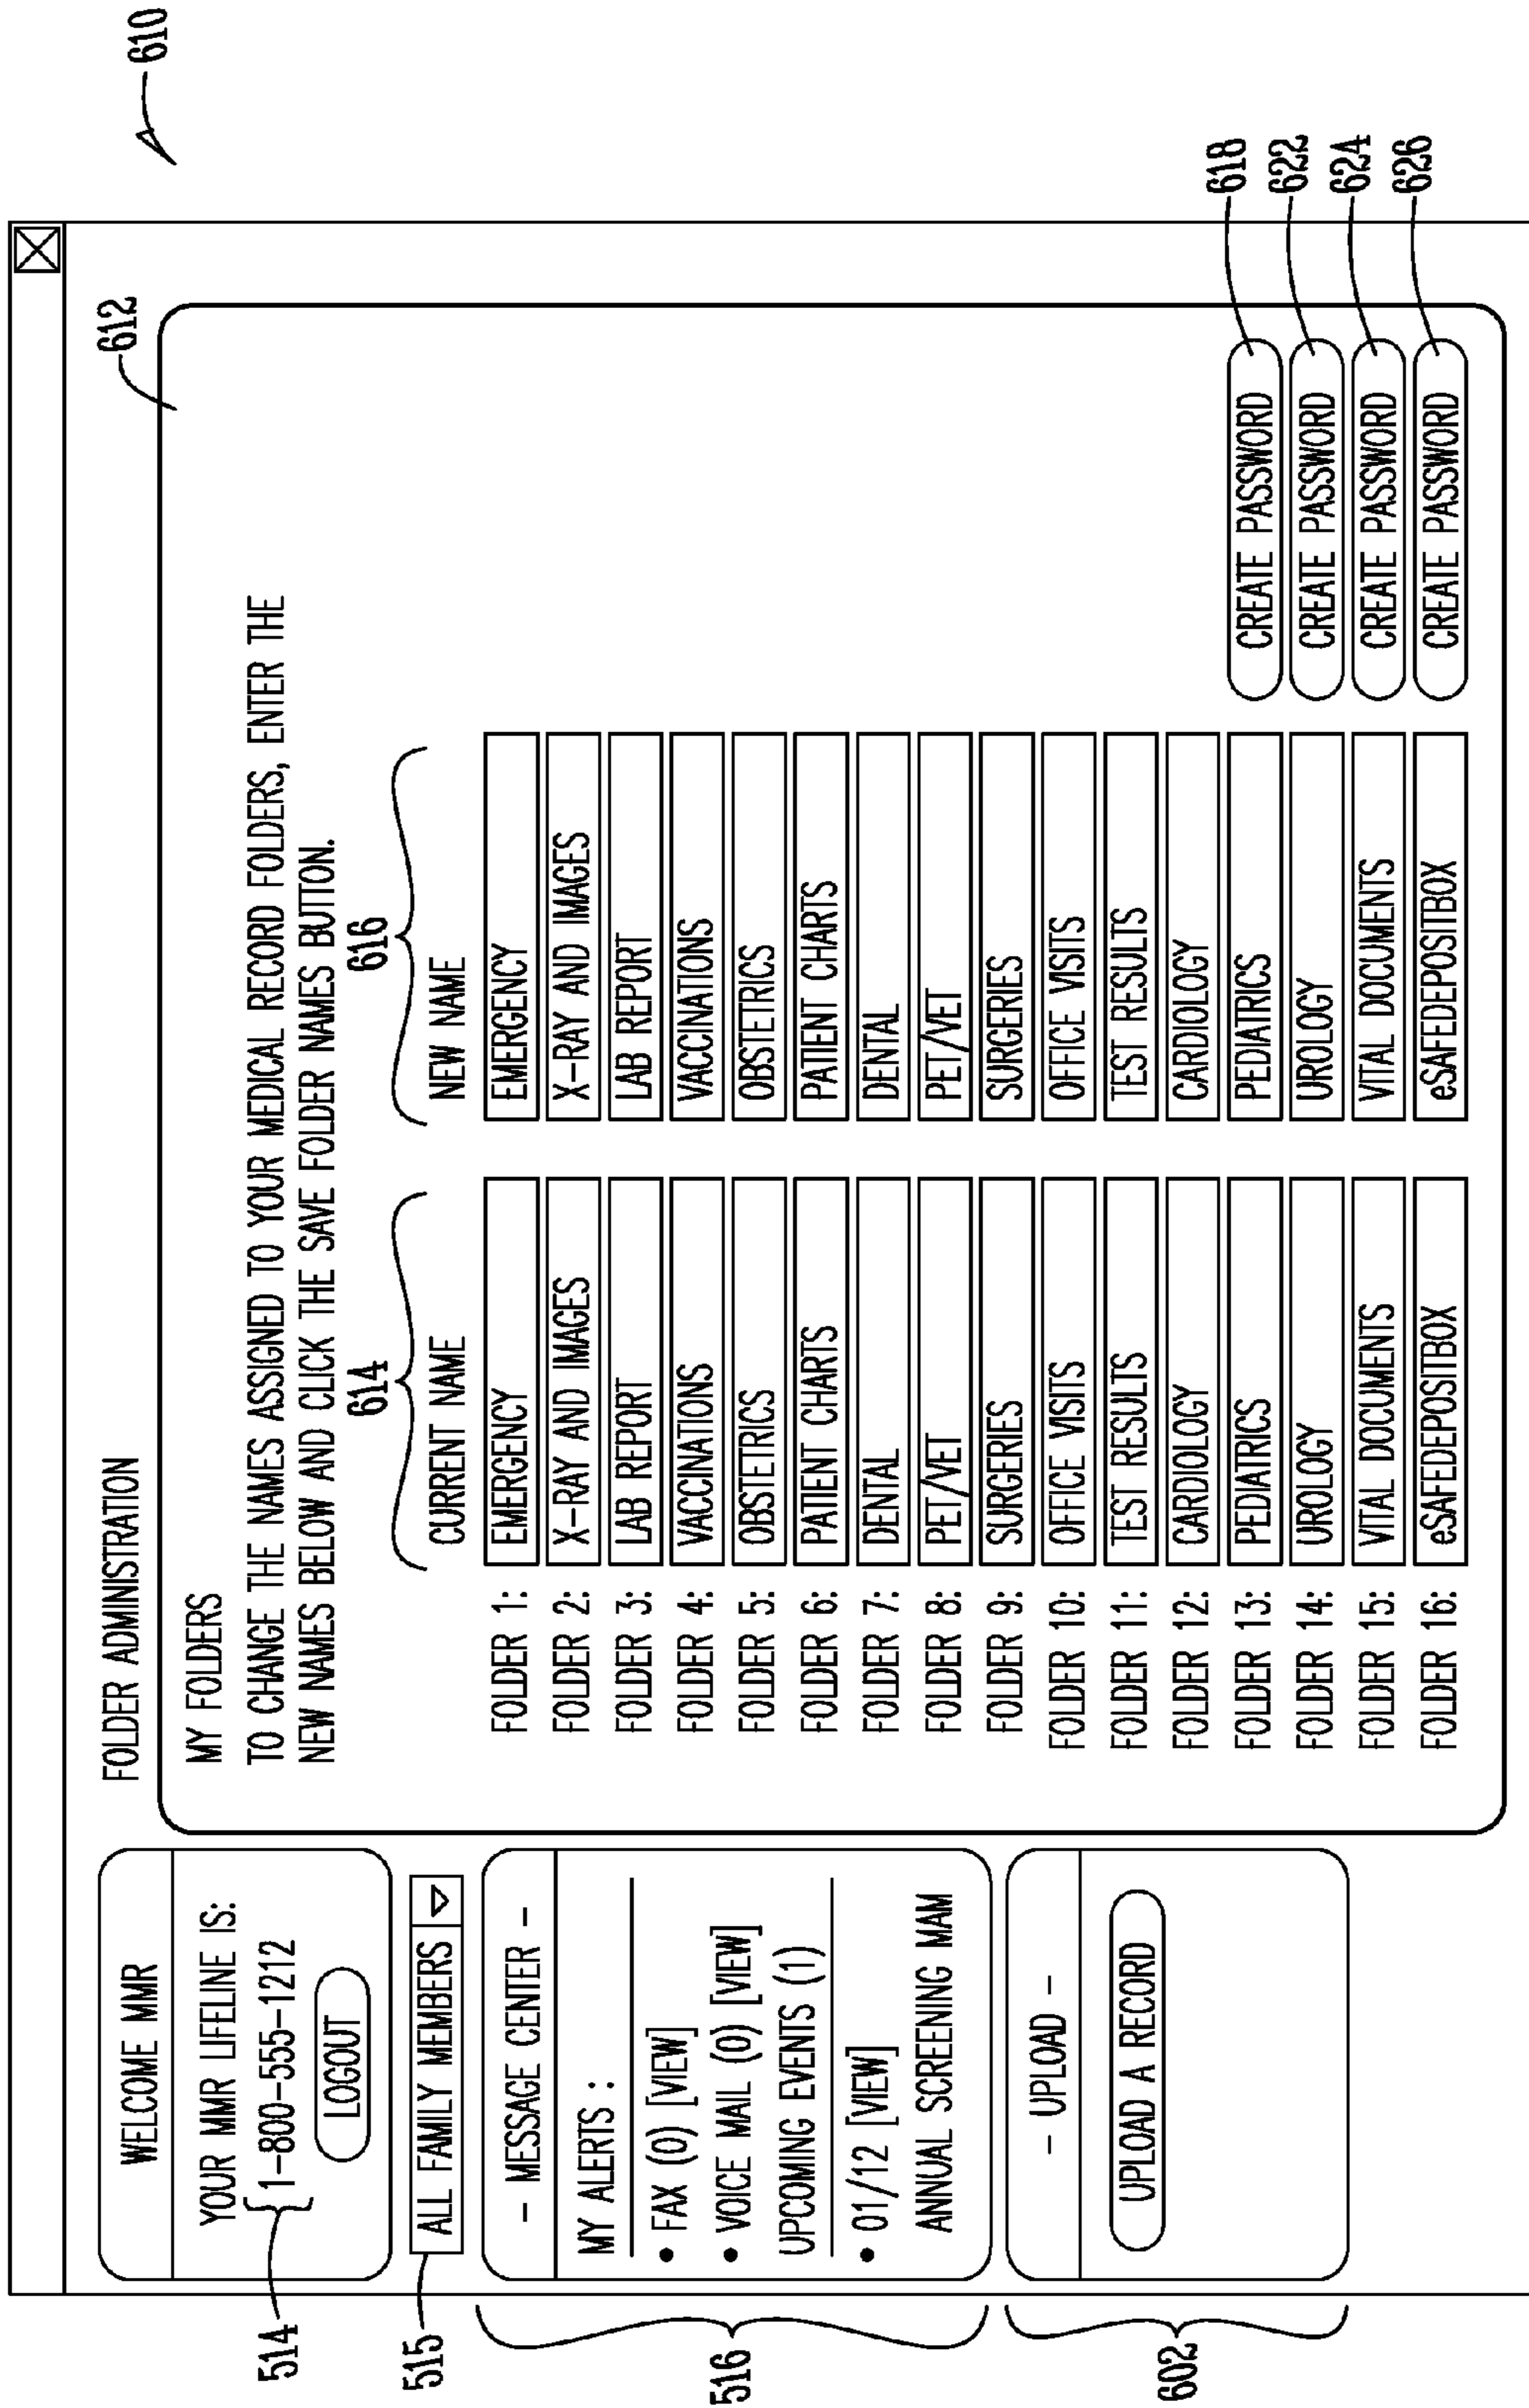 610
WELCOME MMR
YOUR MMR LIFELINE IS:
514
1-800-555-1212
LOGOUT
515
ALL FAMILY MEMBERS
516
- MESSAGE CENTER -
MY ALERTS :
• FAX (0) [VIEW]
• VOICE MAIL (0) [VIEW]
UPCOMING EVENTS (1)
• 01/12 [VIEW]
ANNUAL SCREENING MAM
602
- UPLOAD -
UPLOAD A RECORD
FOLDER ADMINISTRATION
612
MY FOLDERS
TO CHANGE THE NAMES ASSIGNED TO YOUR MEDICAL RECORD FOLDERS, ENTER THE
NEW NAMES BELOW AND CLICK THE SAVE FOLDER NAMES BUTTON.
614 616
CURRENT NAME NEW NAME
FOLDER 1: EMERGENCY EMERGENCY
FOLDER 2: X-RAY AND IMAGES X-RAY AND IMAGES
FOLDER 3: LAB REPORT LAB REPORT
FOLDER 4: VACCINATIONS VACCINATIONS
FOLDER 5: OBSTETRICS OBSTETRICS
FOLDER 6: PATIENT CHARTS PATIENT CHARTS
FOLDER 7: DENTAL DENTAL
FOLDER 8: PET/VET PET/VET
FOLDER 9: SURGERIES SURGERIES
FOLDER 10: OFFICE VISITS OFFICE VISITS
FOLDER 11: TEST RESULTS TEST RESULTS
FOLDER 12: CARDIOLOGY CARDIOLOGY
FOLDER 13: PEDIATRICS PEDIATRICS CREATE PASSWORD 618
FOLDER 14: UROLOGY UROLOGY CREATE PASSWORD 622
FOLDER 15: VITAL DOCUMENTS VITAL DOCUMENTS CREATE PASSWORD 624
FOLDER 16: eSAFEDEPOSITBOX eSAFEDEPOSITBOX CREATE PASSWORD 626